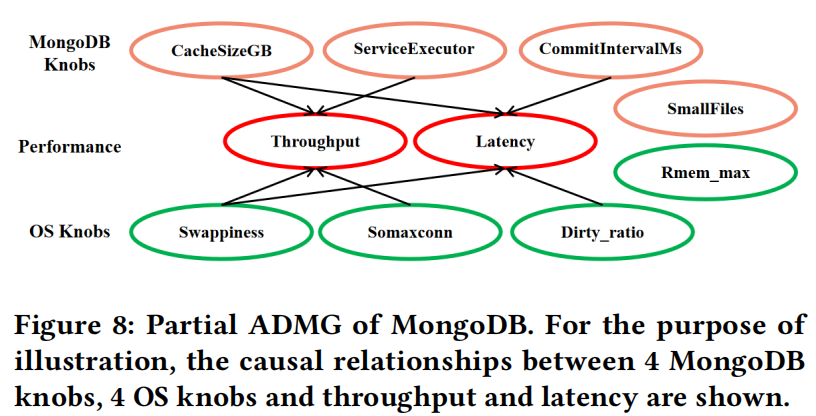 MongoDB
Knobs
CacheSizeGB
ServiceExecutor
CommitIntervalMs
SmallFiles
Performance
Throughput
Latency
Rmem_max
OS Knobs
Swappiness
Somaxconn
Dirty_ratio
Figure 8: Partial ADMG of MongoDB. For the purpose of
illustration, the causal relationships between 4 MongoDB
knobs, 4 OS knobs and throughput and latency are shown.